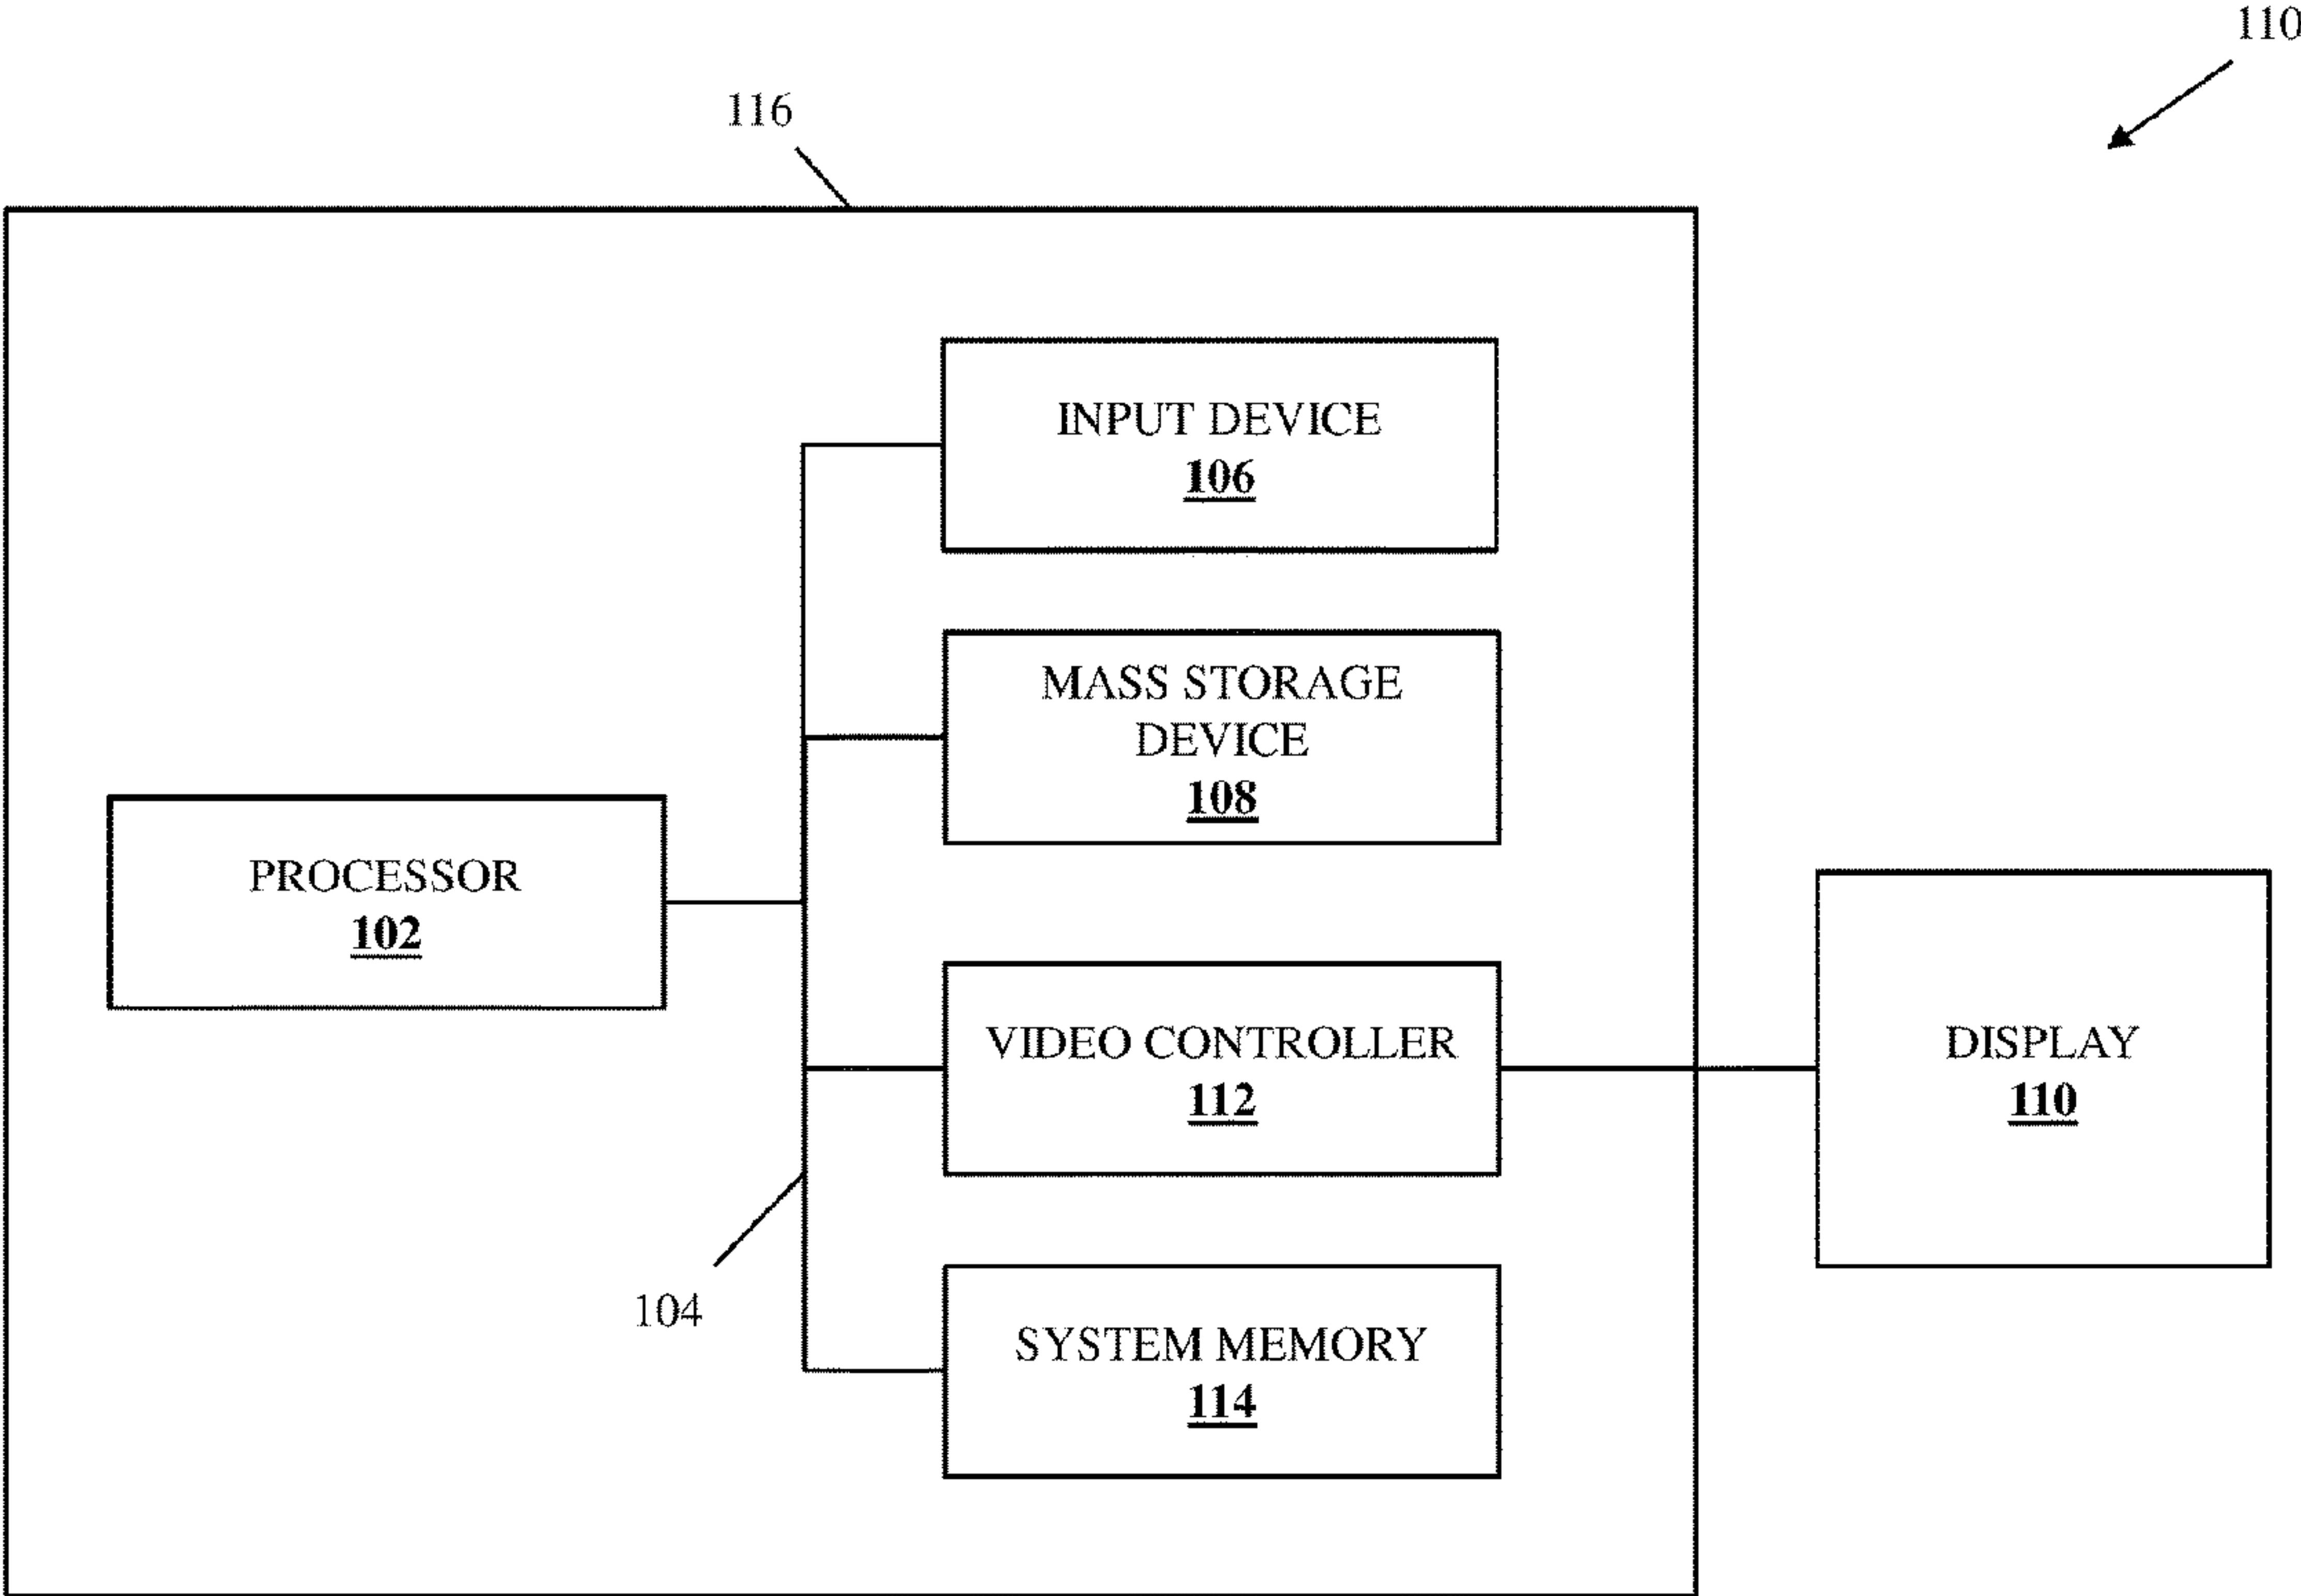 110
116
INPUT DEVICE
106
MASS STORAGE
DEVICE
108
PROCESSOR
102
VIDEO CONTROLLER
112
DISPLAY
110
104
SYSTEM MEMORY
114